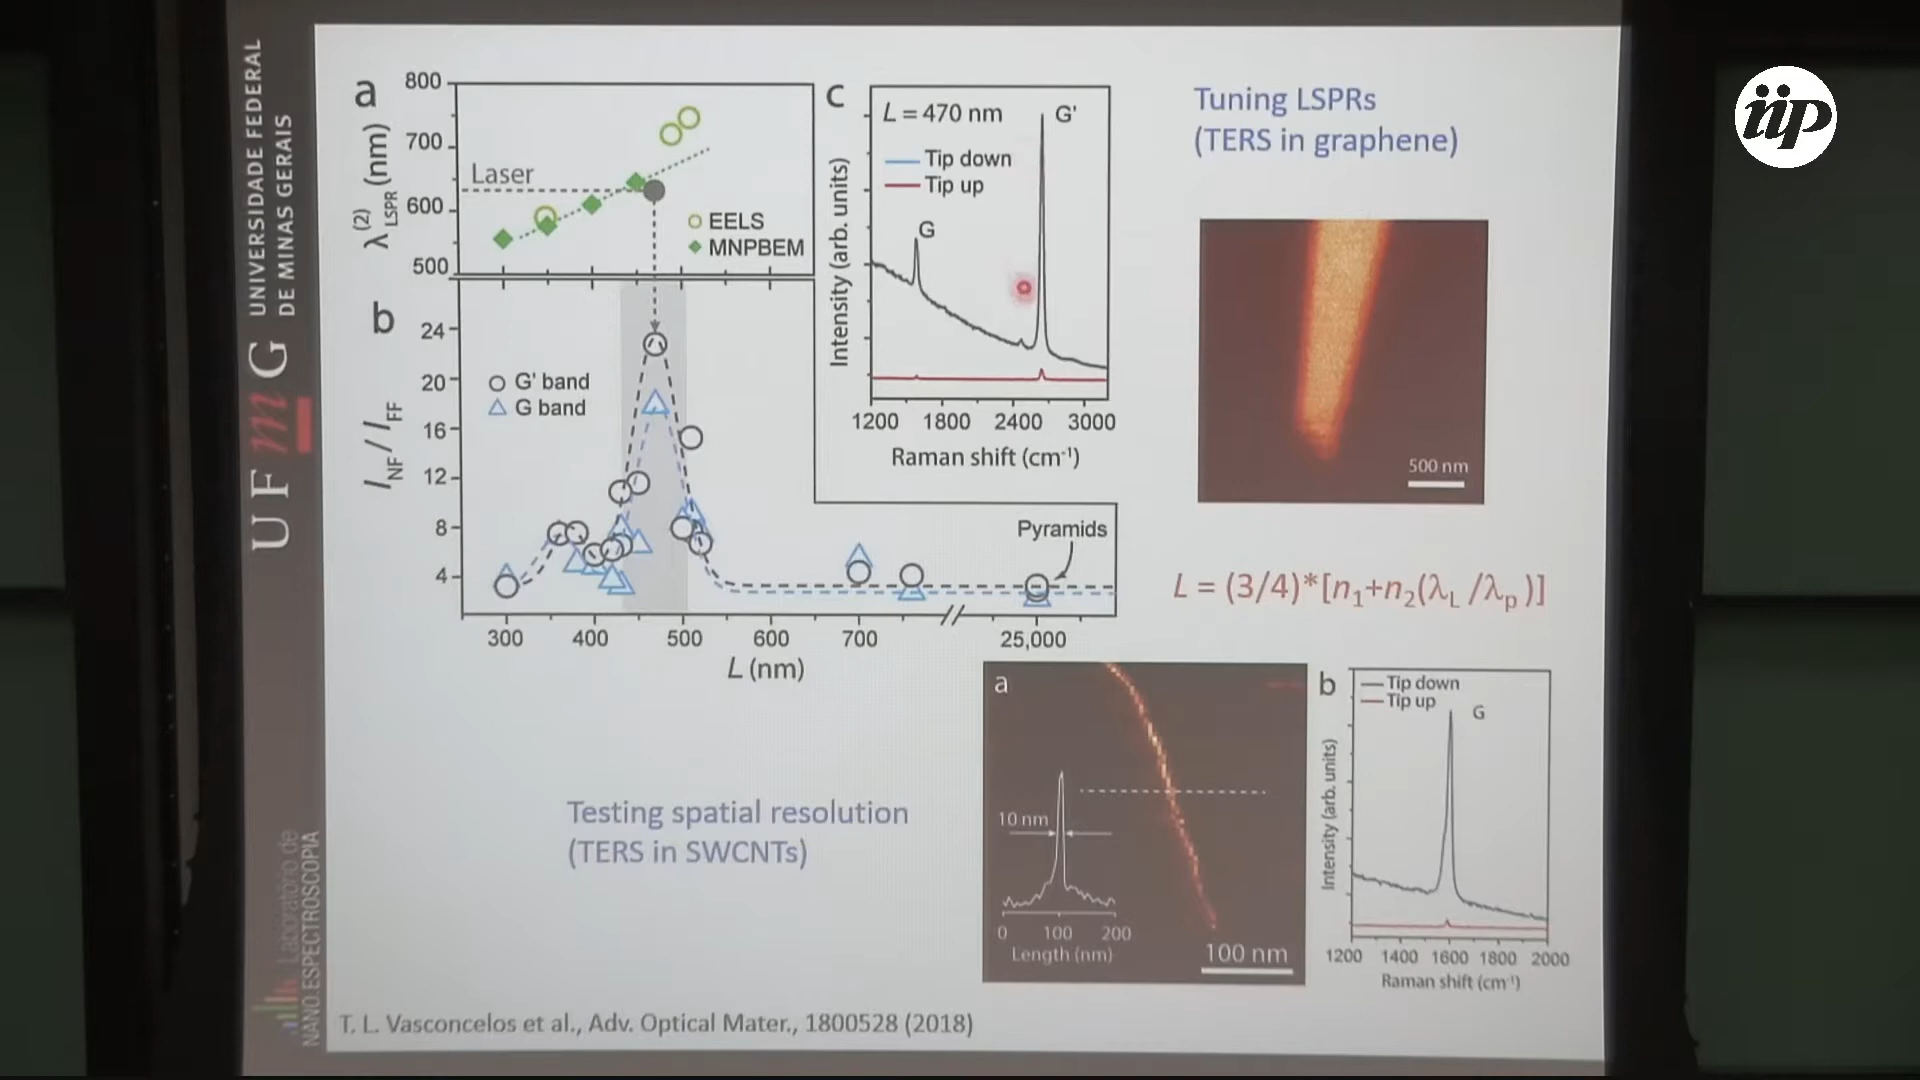 UNIVERSIDADE FEDERAL
DE MINAS GERAIS
UFmG
Laboratório de
NANO.ESPECTROSCOPIA
iip
a
800
700
600
500
λ(2)LSPR (nm)
Laser
EELS
MNPBEM
b
24
20
16
12
8
4
INF / IFF
G' band
G band
Pyramids
300 400 500 600 700 25,000
L (nm)
c
L = 470 nm
Tip down
Tip up
G
G'
Intensity (arb. units)
1200 1800 2400 3000
Raman shift (cm-1)
Tuning LSPRs
(TERS in graphene)
500 nm
L = (3/4)*[n1+n2(λL /λp)]
Testing spatial resolution
(TERS in SWCNTs)
a
10 nm
0 100 200
Length (nm)
100 nm
b
Tip down
Tip up
G
Intensity (arb. units)
1200 1400 1600 1800 2000
Raman shift (cm-1)
T. L. Vasconcelos et al., Adv. Optical Mater., 1800528 (2018)